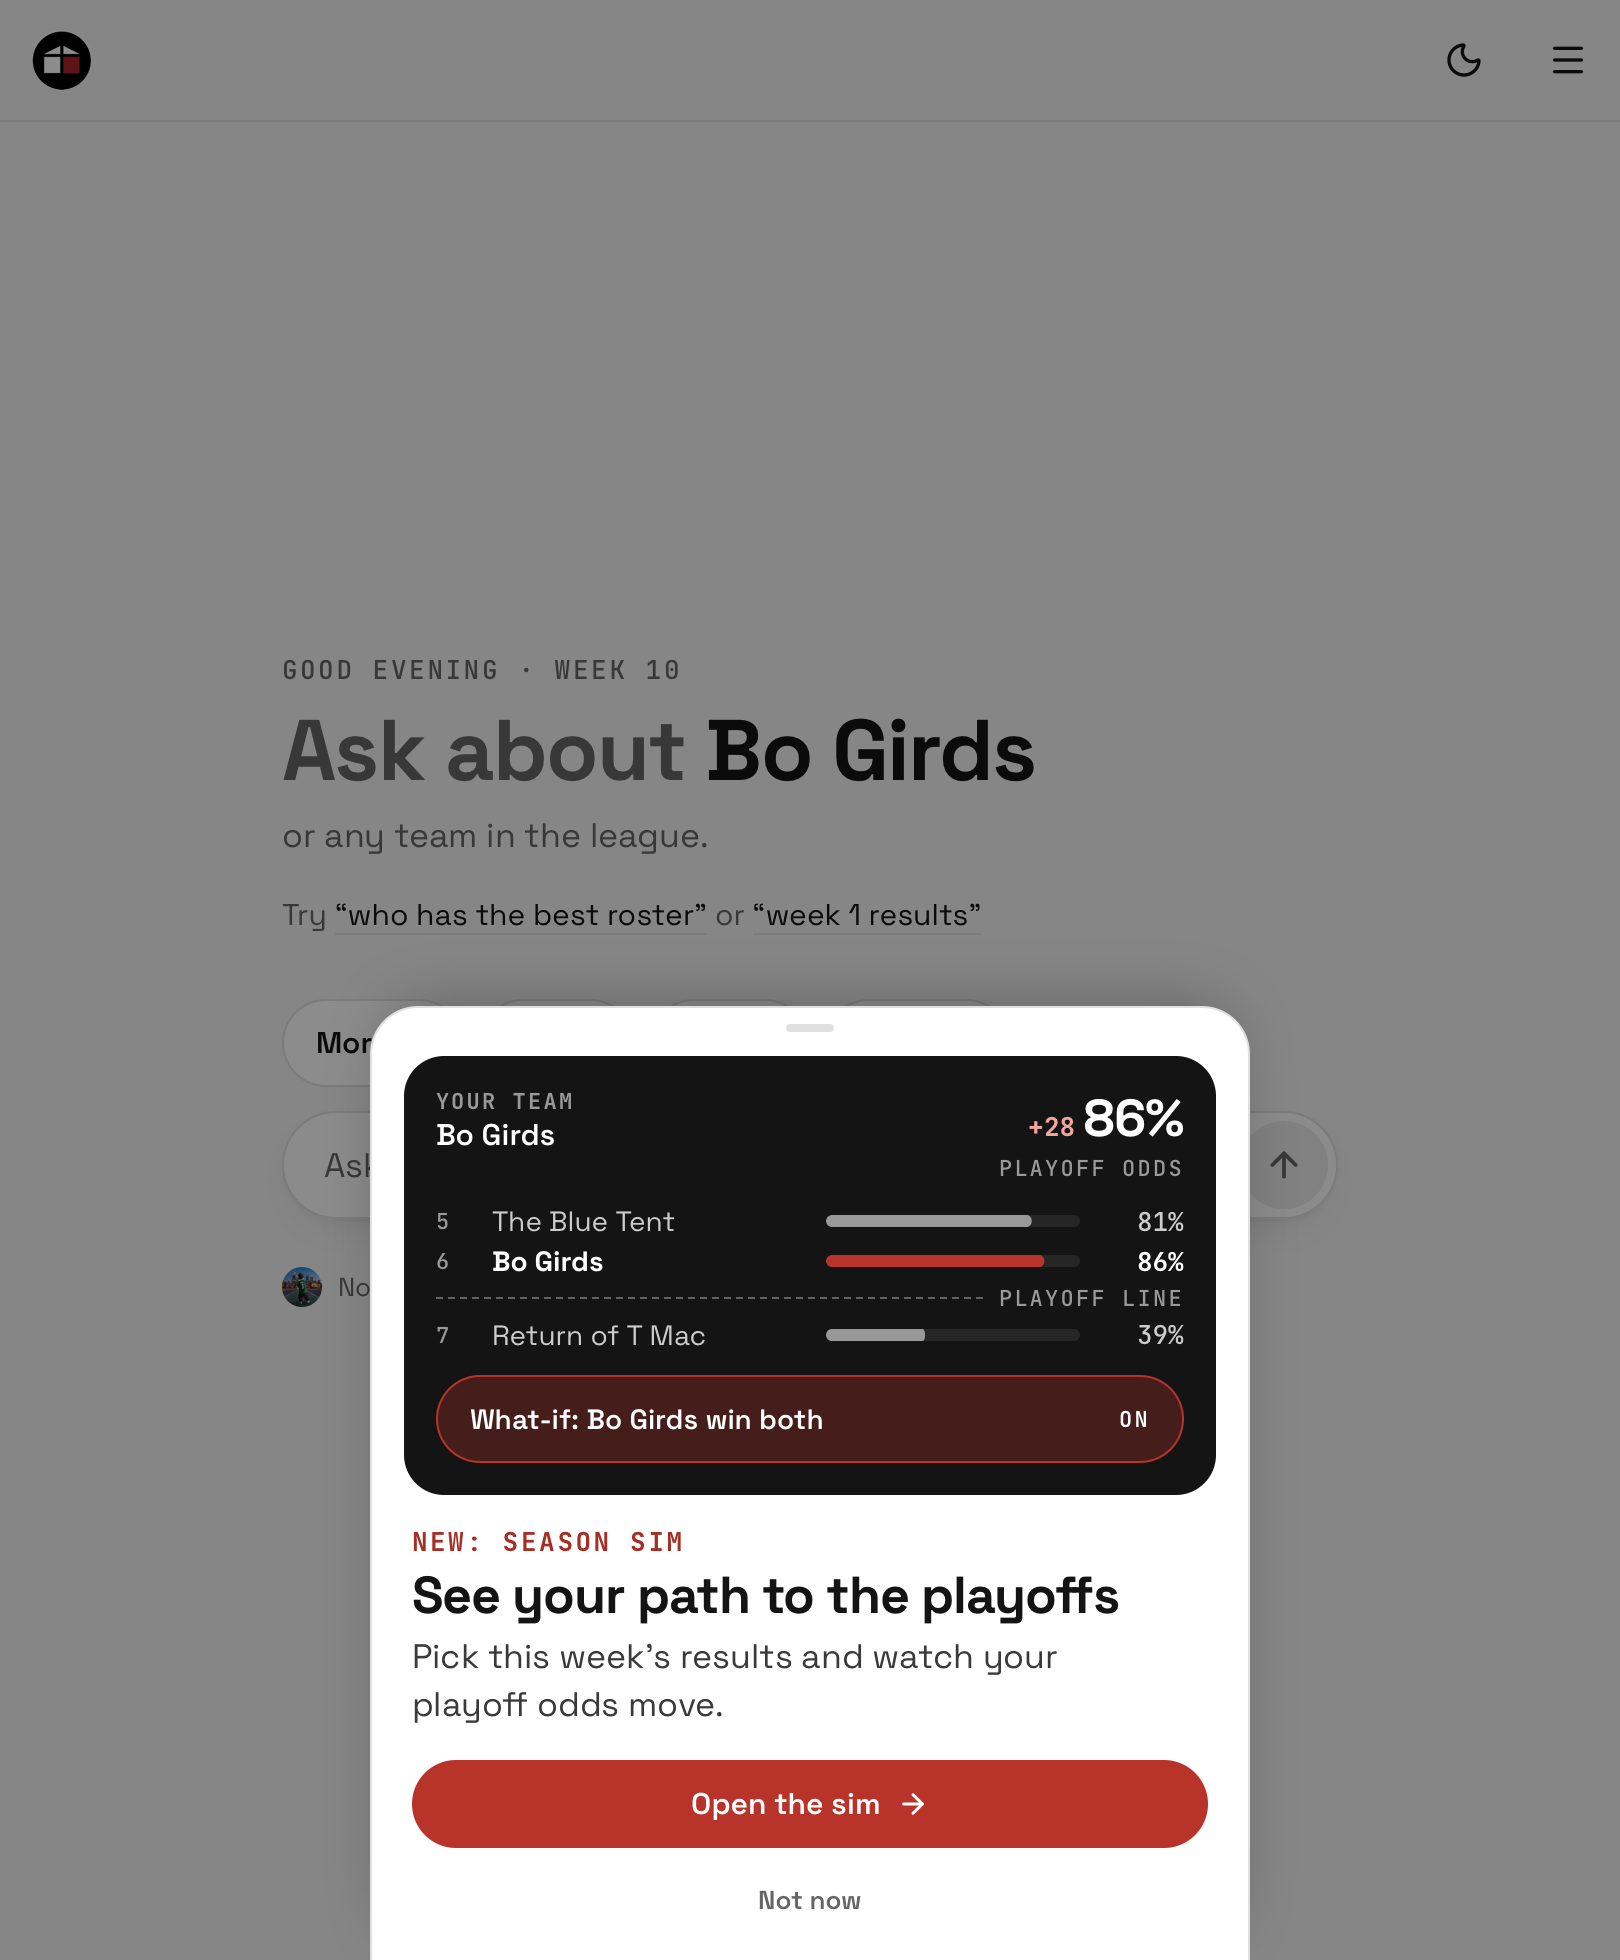 GOOD EVENING · WEEK 10
Ask about Bo Girds
or any team in the league.
Try “who has the best roster” or “week 1 results”
YOUR TEAM
Bo Girds
+28 86%
PLAYOFF ODDS
5 The Blue Tent 81%
6 Bo Girds 86%
PLAYOFF LINE
7 Return of T Mac 39%
What-if: Bo Girds win both ON
NEW: SEASON SIM
See your path to the playoffs
Pick this week’s results and watch your
playoff odds move.
Open the sim →
Not now